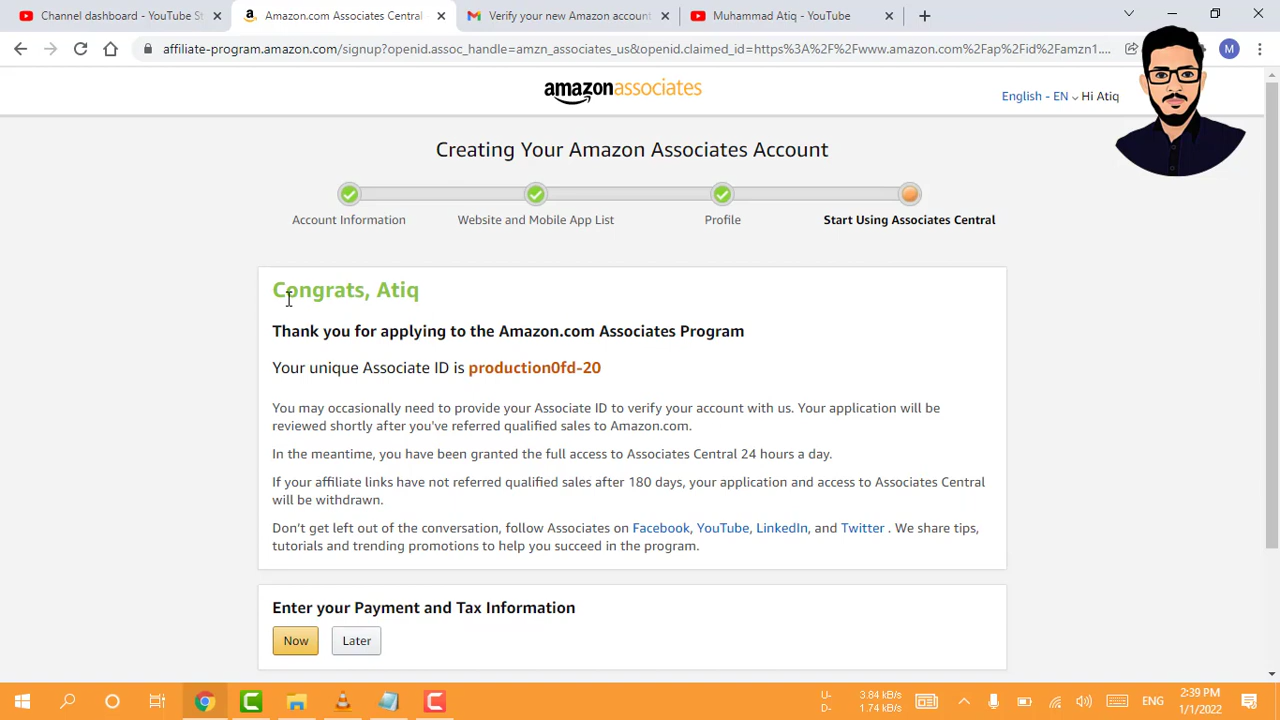 Channel dashboard - YouTube St
Amazon.com Associates Central -
Verify your new Amazon account
Muhammad Atiq - YouTube
affiliate-program.amazon.com/signup?openid.assoc_handle=amzn_associates_us&openid.claimed_id=https%3A%2F%2Fwww.amazon.com%2Fap%2Fid%2Famzn1....
M
amazonassociates
English - EN Hi Atiq
Creating Your Amazon Associates Account
Account Information
Website and Mobile App List
Profile
Start Using Associates Central
Congrats, Atiq
Thank you for applying to the Amazon.com Associates Program
Your unique Associate ID is production0fd-20
You may occasionally need to provide your Associate ID to verify your account with us. Your application will be
reviewed shortly after you've referred qualified sales to Amazon.com.
In the meantime, you have been granted the full access to Associates Central 24 hours a day.
If your affiliate links have not referred qualified sales after 180 days, your application and access to Associates Central
will be withdrawn.
Don't get left out of the conversation, follow Associates on Facebook, YouTube, LinkedIn, and Twitter . We share tips,
tutorials and trending promotions to help you succeed in the program.
Enter your Payment and Tax Information
Now
Later
U- 3.84 kB/s
D- 1.74 kB/s
ENG
2:39 PM
1/1/2022